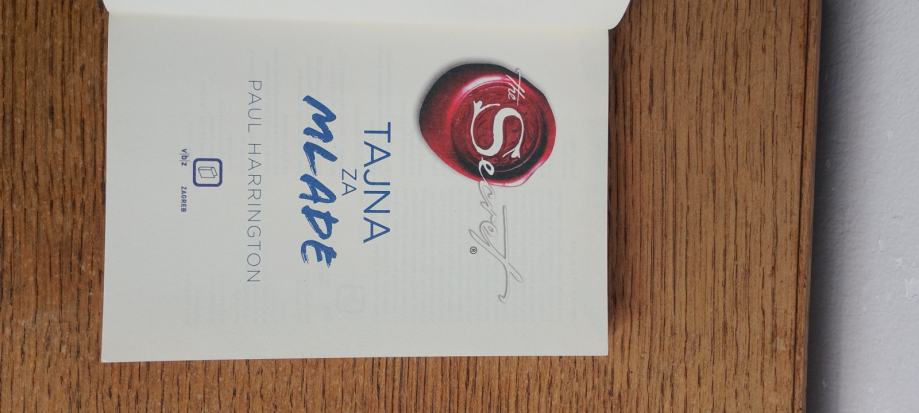 The Secret®
TAJNA
ZA
MLADE
PAUL HARRINGTON
v|b|z
ZAGREB